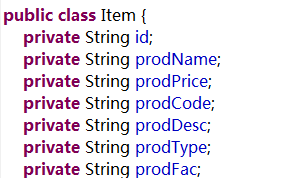 public class Item {
private String id;
private String prodName;
private String prodPrice;
private String prodCode;
private String prodDesc;
private String prodType;
private String prodFac;